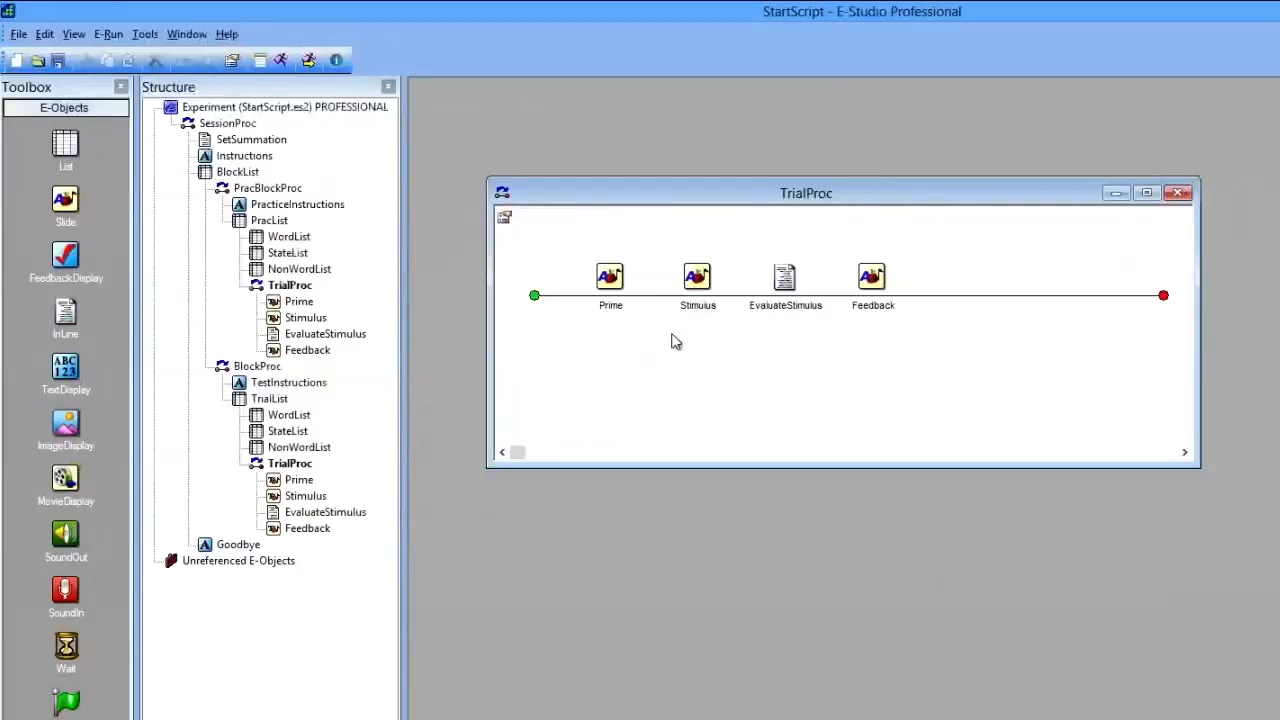 StartScript - E-Studio Professional
File Edit View E-Run Tools Window Help
Toolbox
E-Objects
List
Slide
FeedbackDisplay
InLine
ABC
123
TextDisplay
ImageDisplay
MovieDisplay
SoundOut
SoundIn
Wait
Structure
Experiment (StartScript.es2) PROFESSIONAL
SessionProc
SetSummation
Instructions
BlockList
PracBlockProc
PracticeInstructions
PracList
WordList
StateList
NonWordList
TrialProc
Prime
Stimulus
EvaluateStimulus
Feedback
BlockProc
TestInstructions
TrialList
WordList
StateList
NonWordList
TrialProc
Prime
Stimulus
EvaluateStimulus
Feedback
Goodbye
Unreferenced E-Objects
TrialProc
Prime Stimulus EvaluateStimulus Feedback